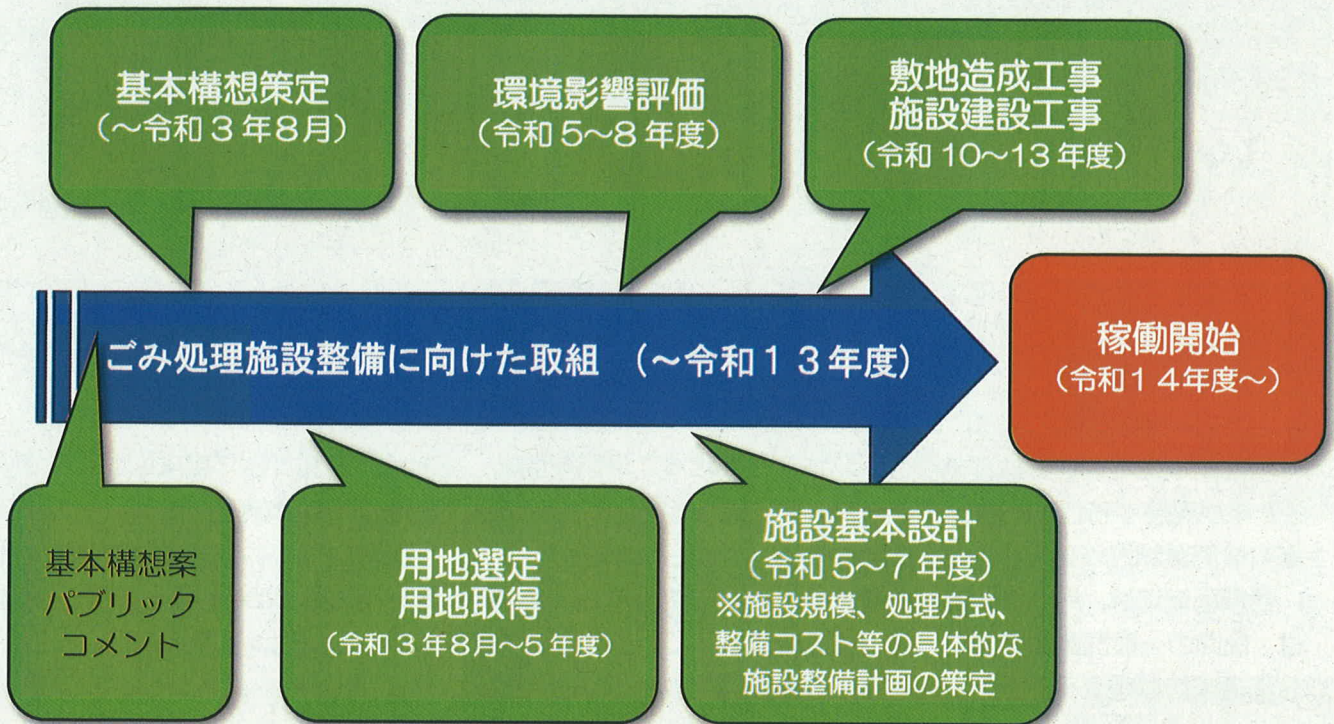 基本構想策定
（～令和３年８月）
環境影響評価
（令和５～８年度）
敷地造成工事
施設建設工事
（令和10～13年度）
ごみ処理施設整備に向けた取組　（～令和１３年度）
稼働開始
（令和１４年度～）
基本構想案
パブリック
コメント
用地選定
用地取得
（令和３年８月～５年度）
施設基本設計
（令和５～７年度）
※施設規模、処理方式、
整備コスト等の具体的な
施設整備計画の策定